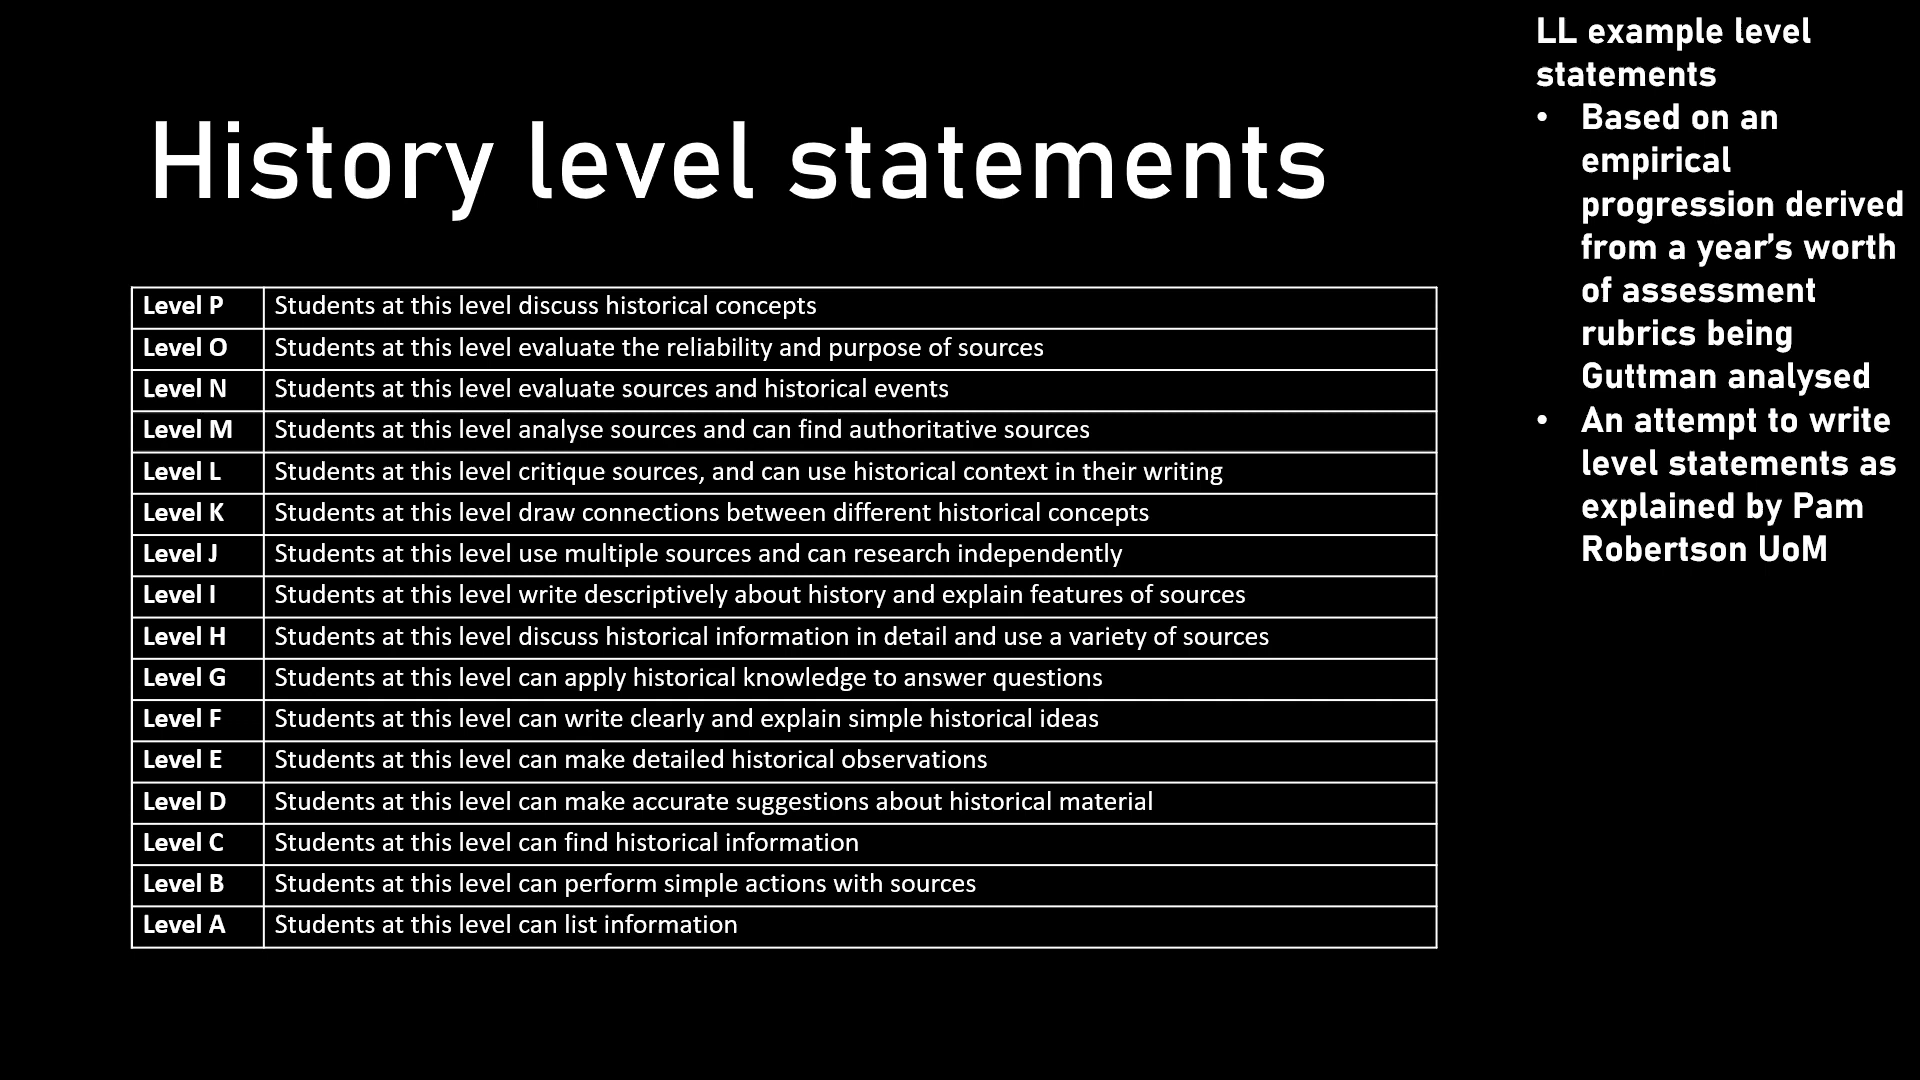 History level statements
Level P Students at this level discuss historical concepts
Level O Students at this level evaluate the reliability and purpose of sources
Level N Students at this level evaluate sources and historical events
Level M Students at this level analyse sources and can find authoritative sources
Level L Students at this level critique sources, and can use historical context in their writing
Level K Students at this level draw connections between different historical concepts
Level J Students at this level use multiple sources and can research independently
Level I Students at this level write descriptively about history and explain features of sources
Level H Students at this level discuss historical information in detail and use a variety of sources
Level G Students at this level can apply historical knowledge to answer questions
Level F Students at this level can write clearly and explain simple historical ideas
Level E Students at this level can make detailed historical observations
Level D Students at this level can make accurate suggestions about historical material
Level C Students at this level can find historical information
Level B Students at this level can perform simple actions with sources
Level A Students at this level can list information
LL example level
statements
• Based on an
empirical
progression derived
from a year’s worth
of assessment
rubrics being
Guttman analysed
• An attempt to write
level statements as
explained by Pam
Robertson UoM